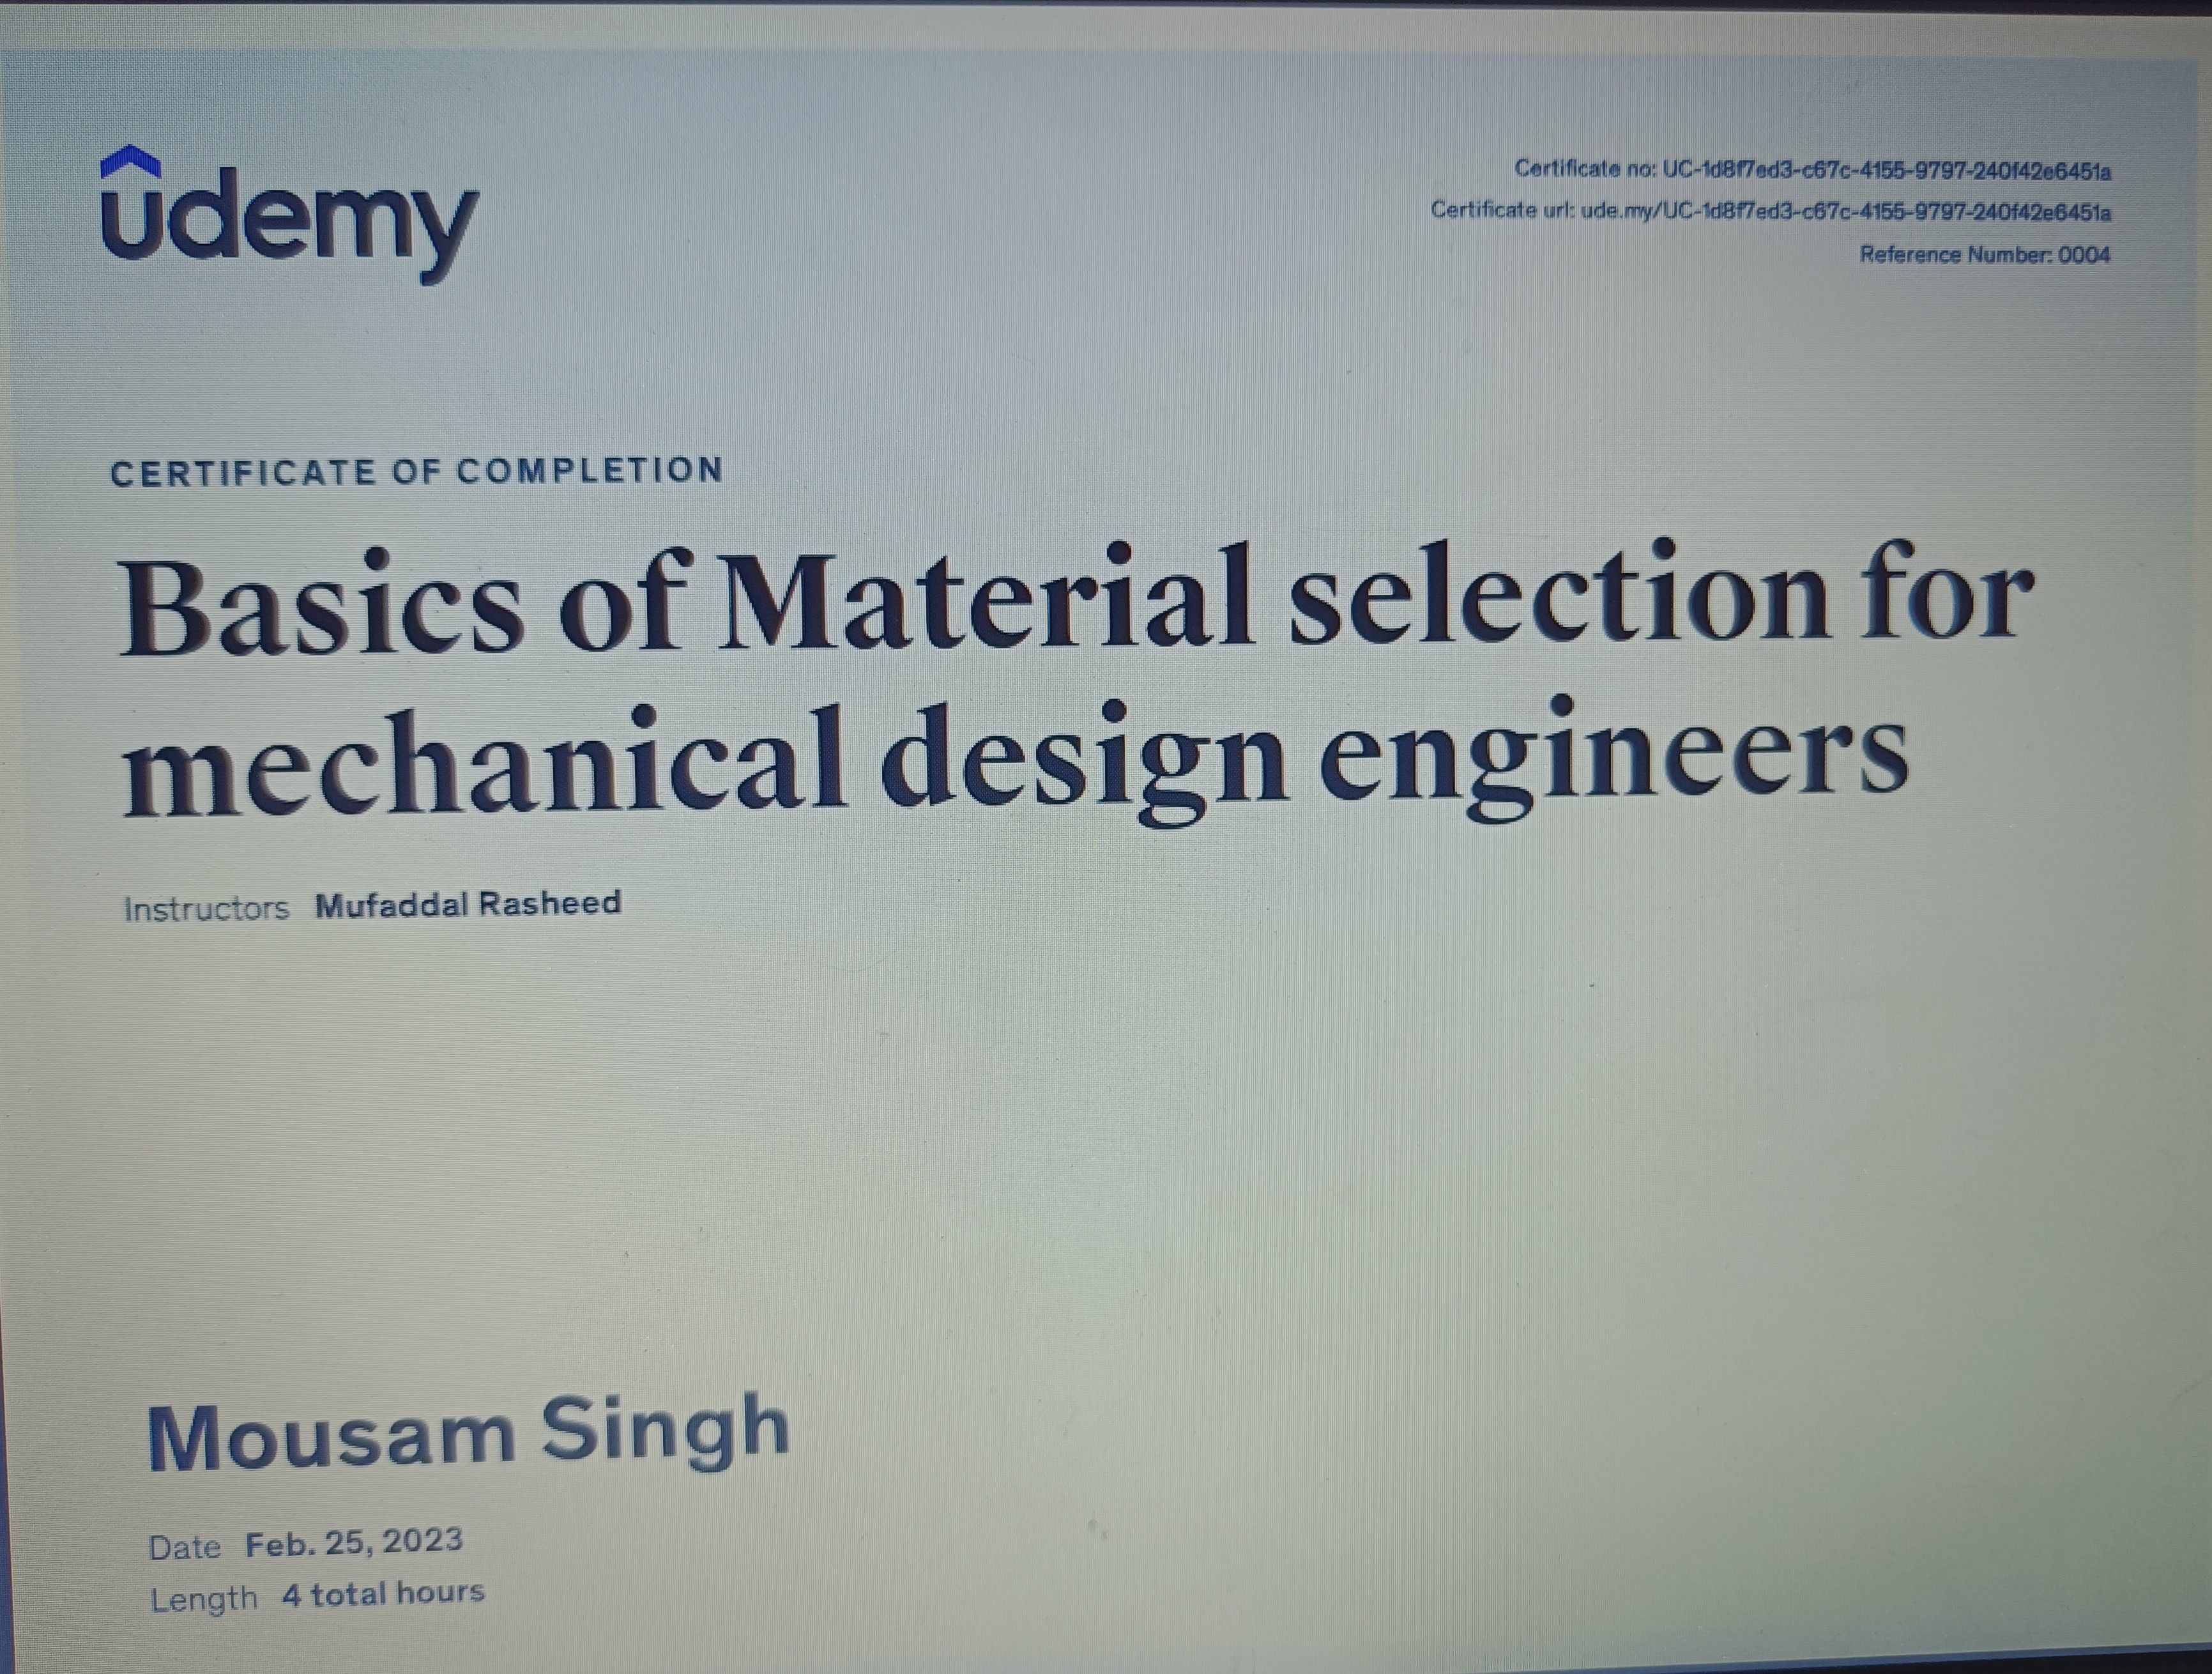 udemy
Certificate no: UC-1d8f7ed3-c67c-4155-9797-240f42e6451a
Certificate url: ude.my/UC-1d8f7ed3-c67c-4155-9797-240f42e6451a
Reference Number: 0004
CERTIFICATE OF COMPLETION
Basics of Material selection for
mechanical design engineers
Instructors Mufaddal Rasheed
Mousam Singh
Date Feb. 25, 2023
Length 4 total hours